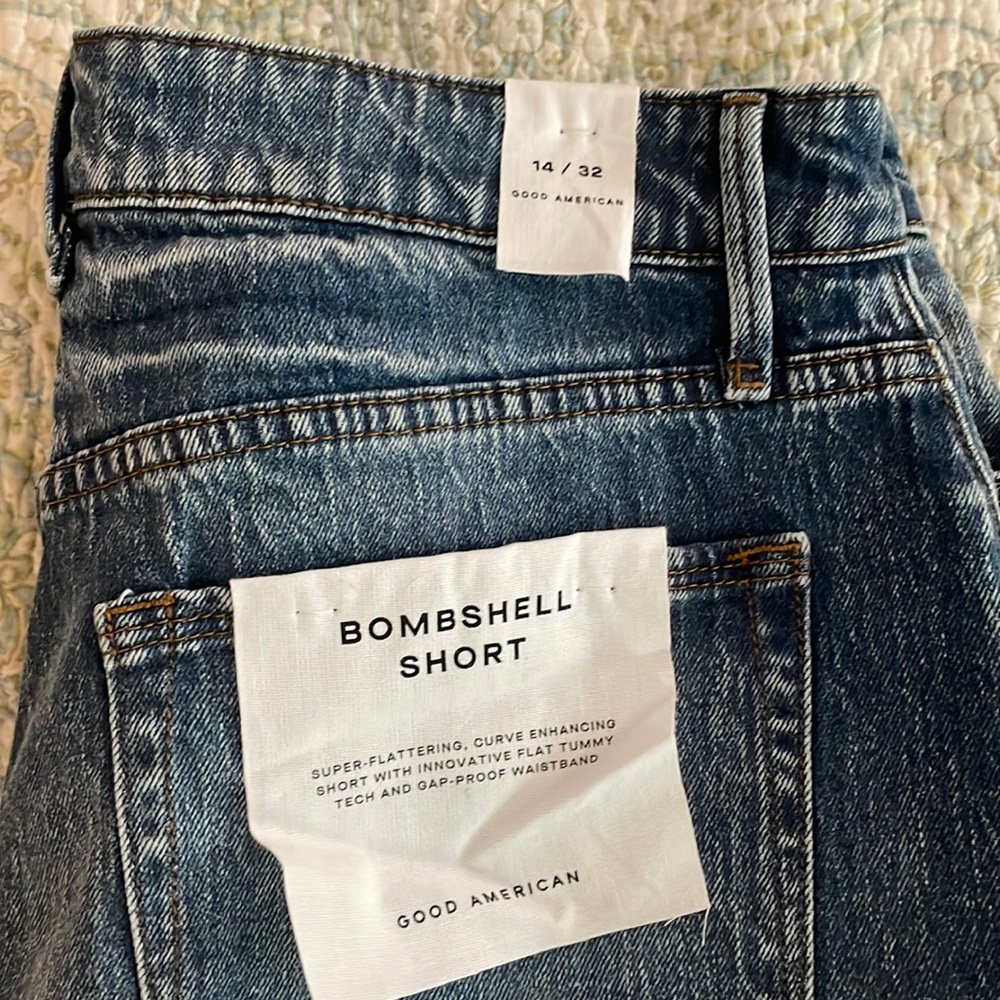 14 / 32
GOOD AMERICAN
BOMBSHELL
SHORT
SUPER-FLATTERING, CURVE ENHANCING
SHORT WITH INNOVATIVE FLAT TUMMY
TECH AND GAP-PROOF WAISTBAND
GOOD AMERICAN